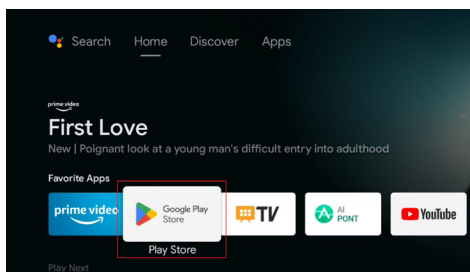 Search Home Discover Apps
prime video
First Love
New | Poignant look at a young man's difficult entry into adulthood
Favorite Apps
prime video
Google Play
Store
TV
AI
PONT
YouTube
Play Store
Play Next